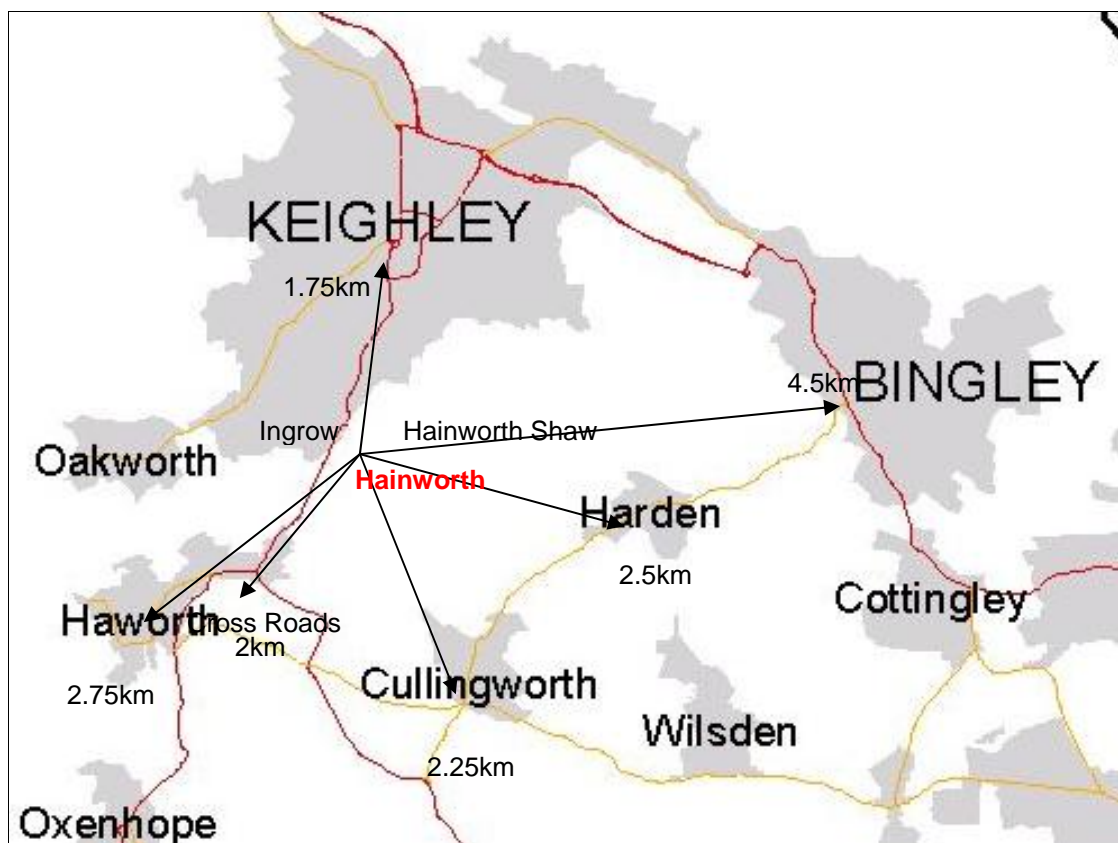 KEIGHLEY
1.75km
4.5km
BINGLEY
Ingrow
Hainworth Shaw
Oakworth
Hainworth
Harden
2.5km
Cottingley
Haworth
Cross Roads
2km
2.75km
Cullingworth
Wilsden
2.25km
Oxenhope